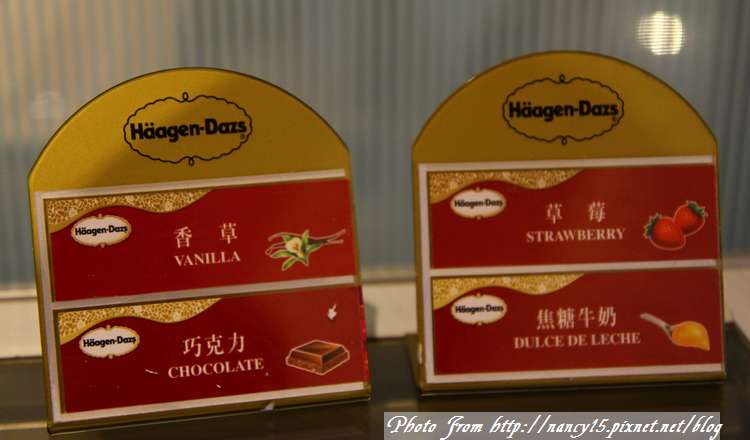 Häagen-Dazs®
Häagen-Dazs
香草
VANILLA
Häagen-Dazs
巧克力
CHOCOLATE
Häagen-Dazs®
Häagen-Dazs
草莓
STRAWBERRY
Häagen-Dazs
焦糖牛奶
DULCE DE LECHE
Photo From http://nancy15.pixnet.net/blog